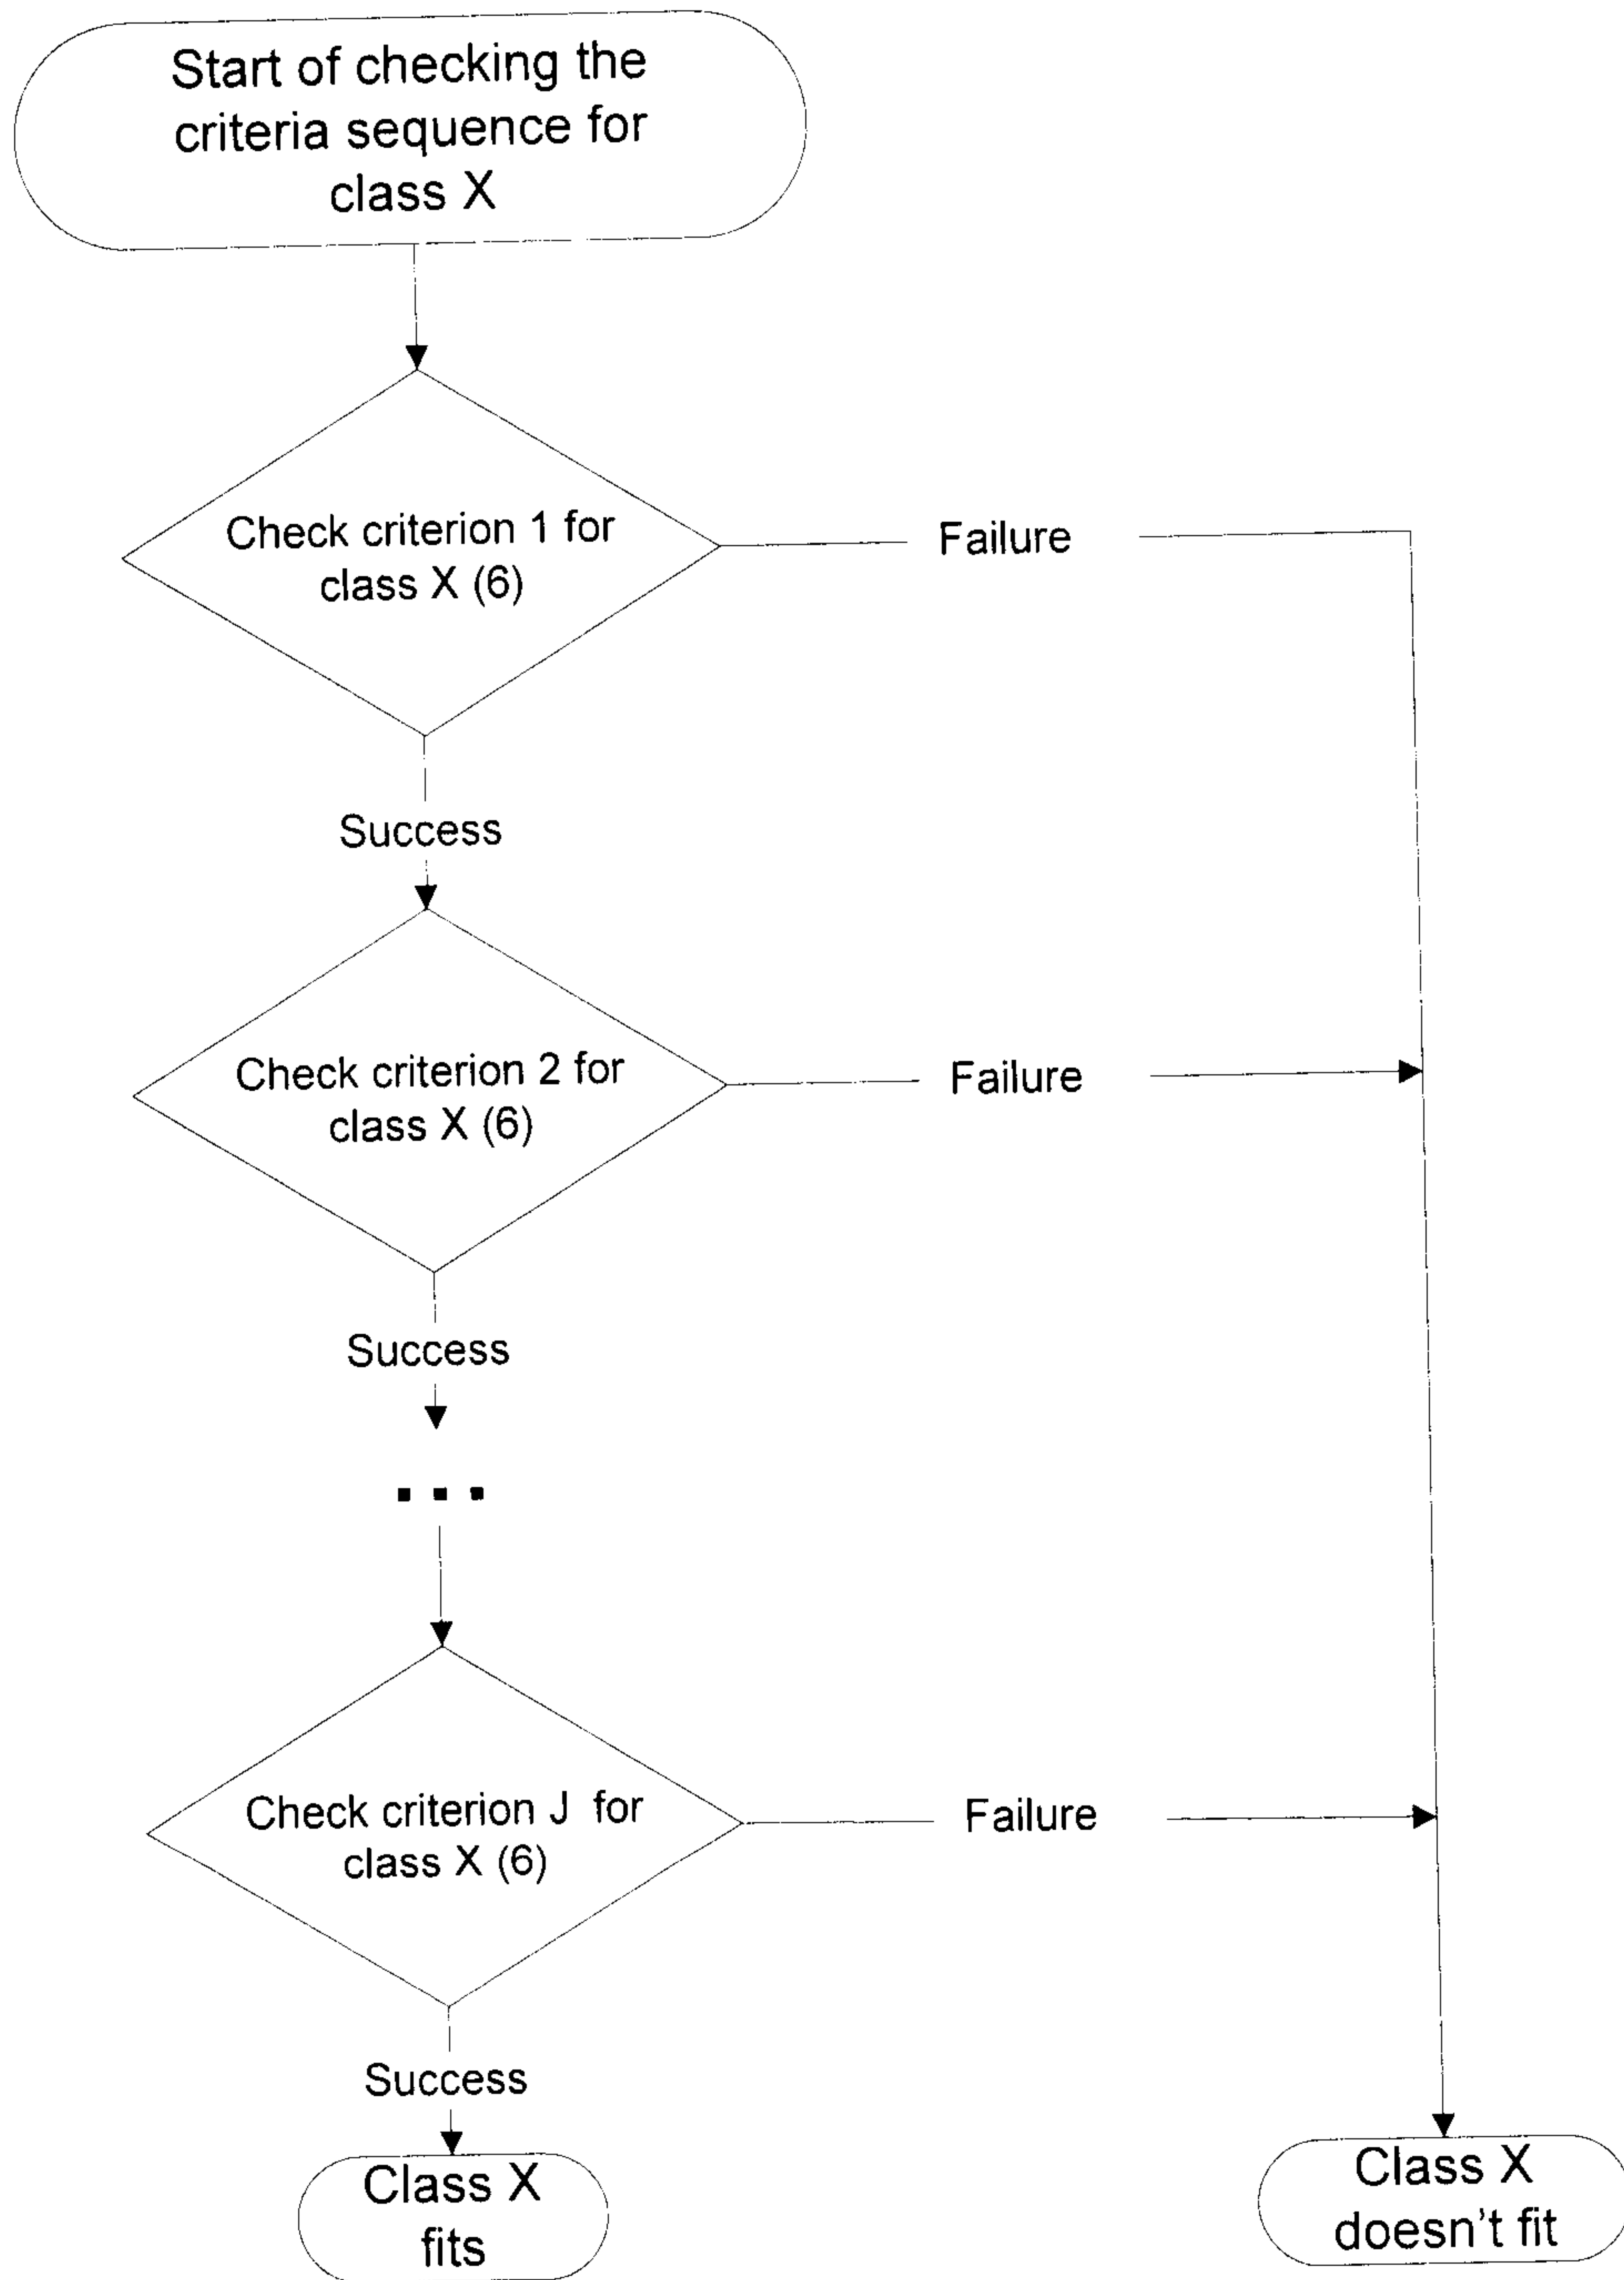 Start of checking the
criteria sequence for
class X
Check criterion 1 for
class X (6)
Failure
Success
Check criterion 2 for
class X (6)
Failure
Success
...
Check criterion J for
class X (6)
Failure
Success
Class X
fits
Class X
doesn't fit